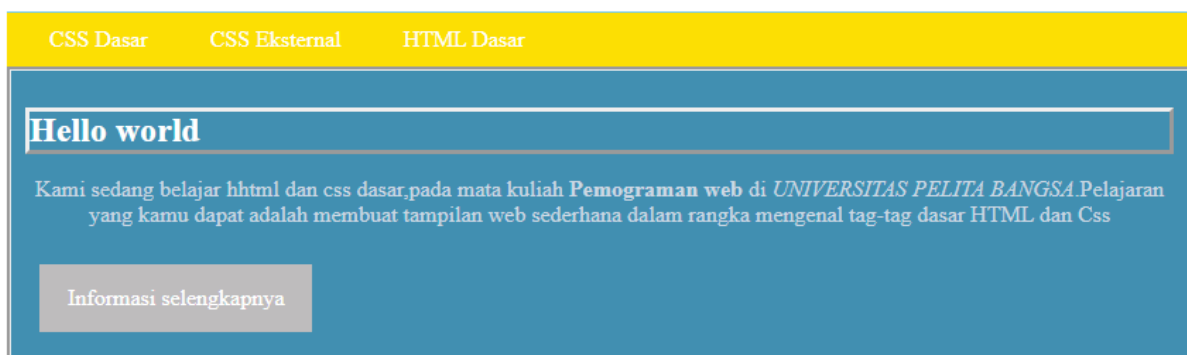 CSS Dasar CSS Eksternal HTML Dasar
Hello world
Kami sedang belajar hhtml dan css dasar,pada mata kuliah Pemograman web di UNIVERSITAS PELITA BANGSA.Pelajaran
yang kamu dapat adalah membuat tampilan web sederhana dalam rangka mengenal tag-tag dasar HTML dan Css
Informasi selengkapnya